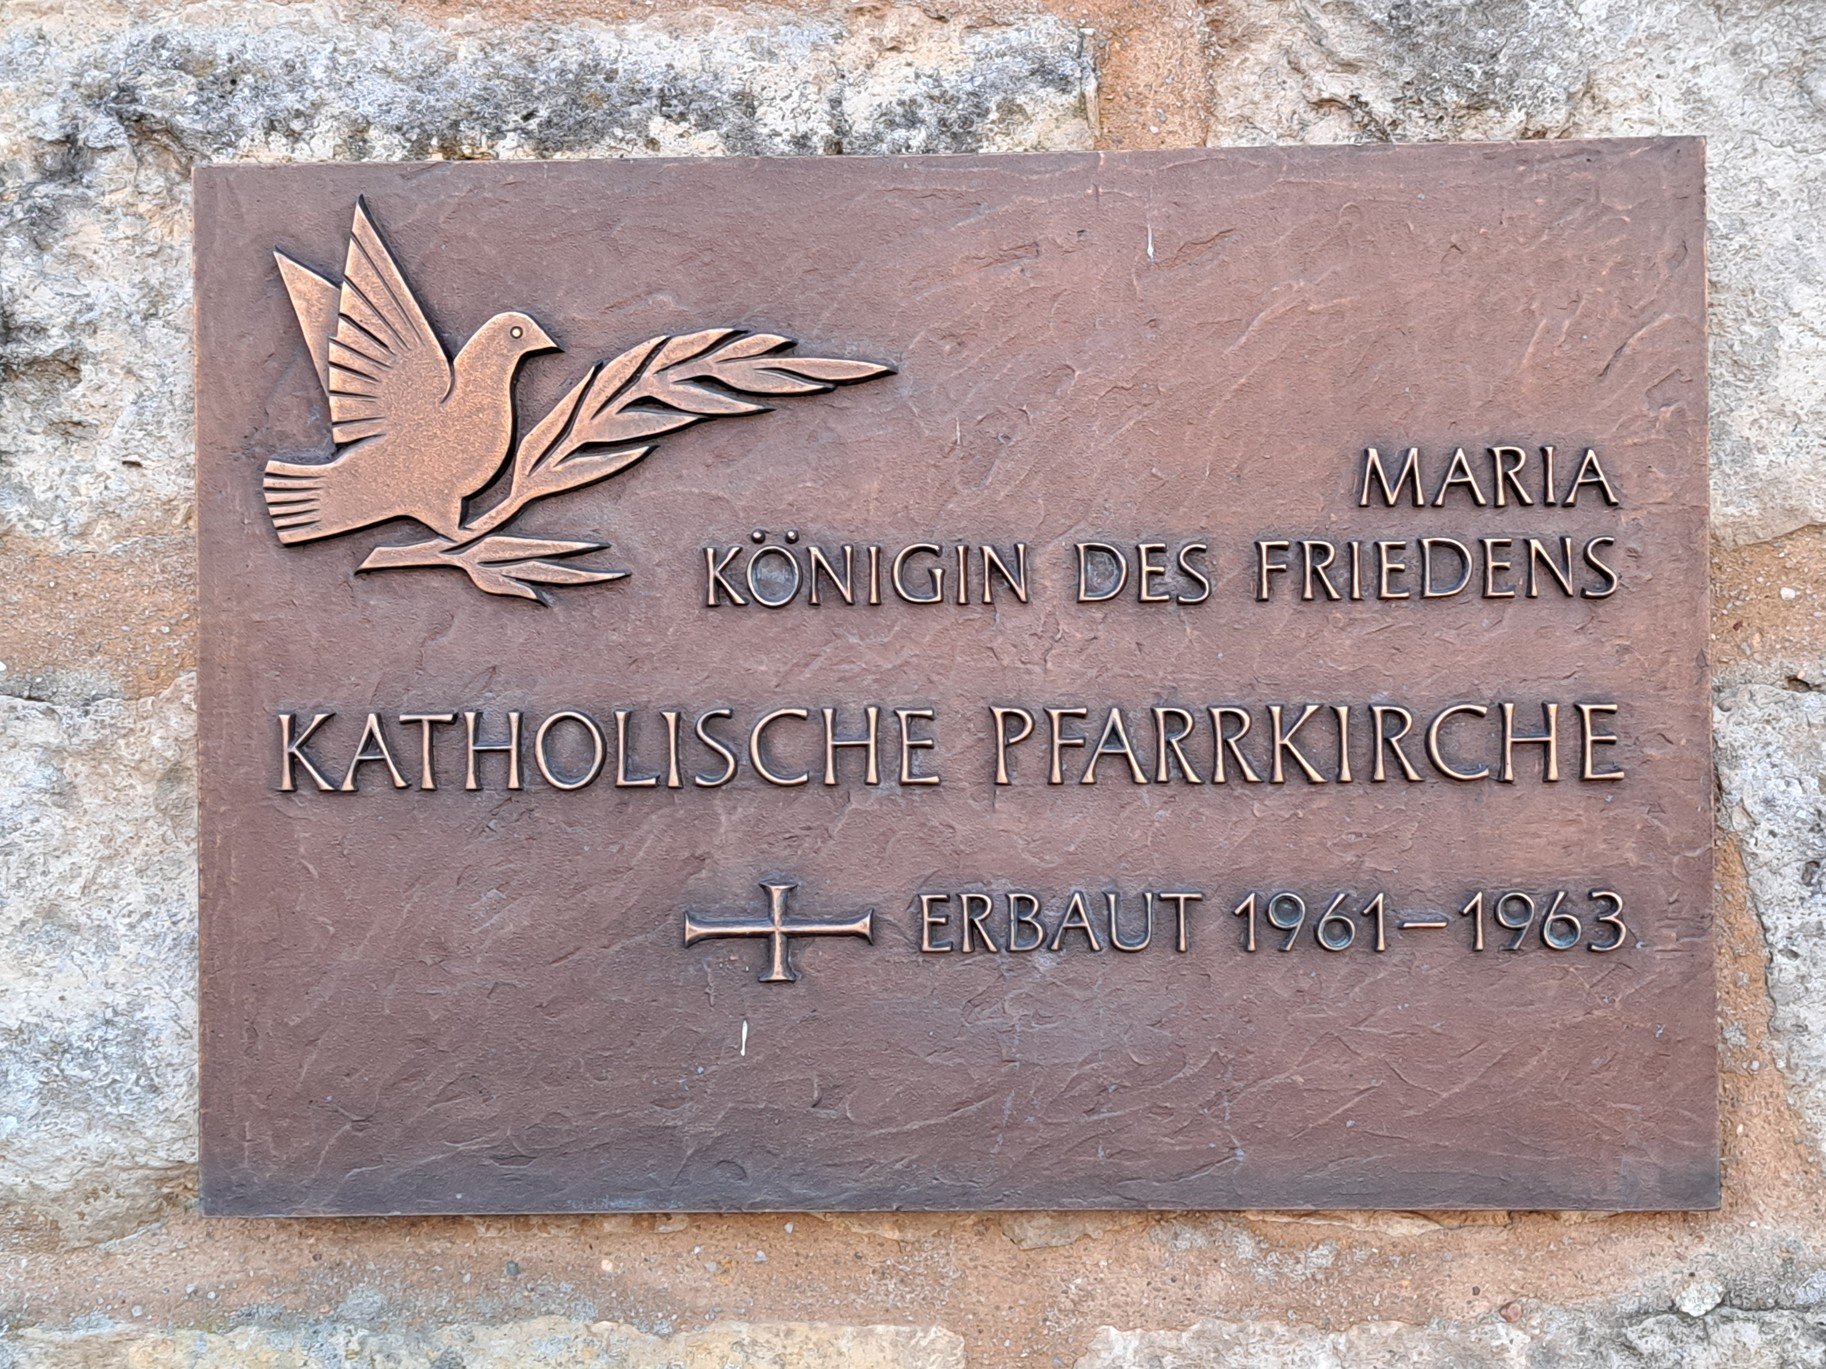 MARIA
KÖNIGIN DES FRIEDENS
KATHOLISCHE PFARRKIRCHE
ERBAUT 1961–1963